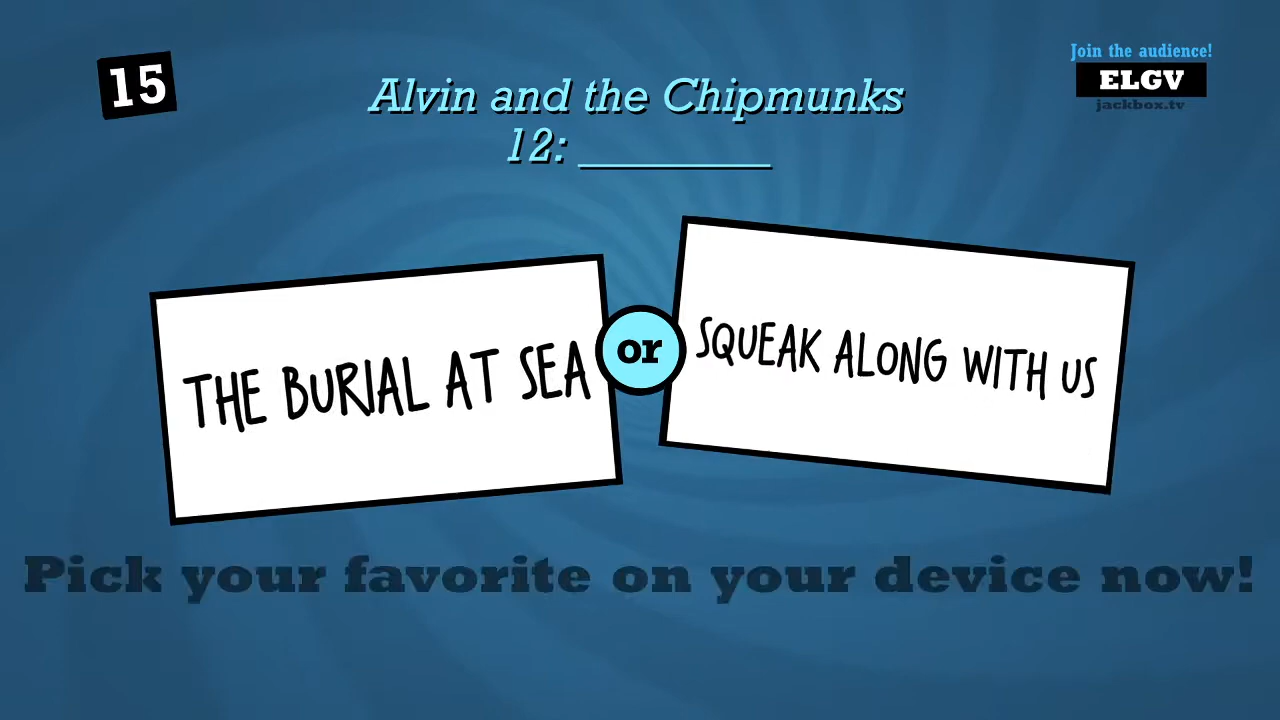 15
Join the audience!
ELGV
jackbox.tv
Alvin and the Chipmunks
12: _________
THE BURIAL AT SEA
or
SQUEAK ALONG WITH US
Pick your favorite on your device now!